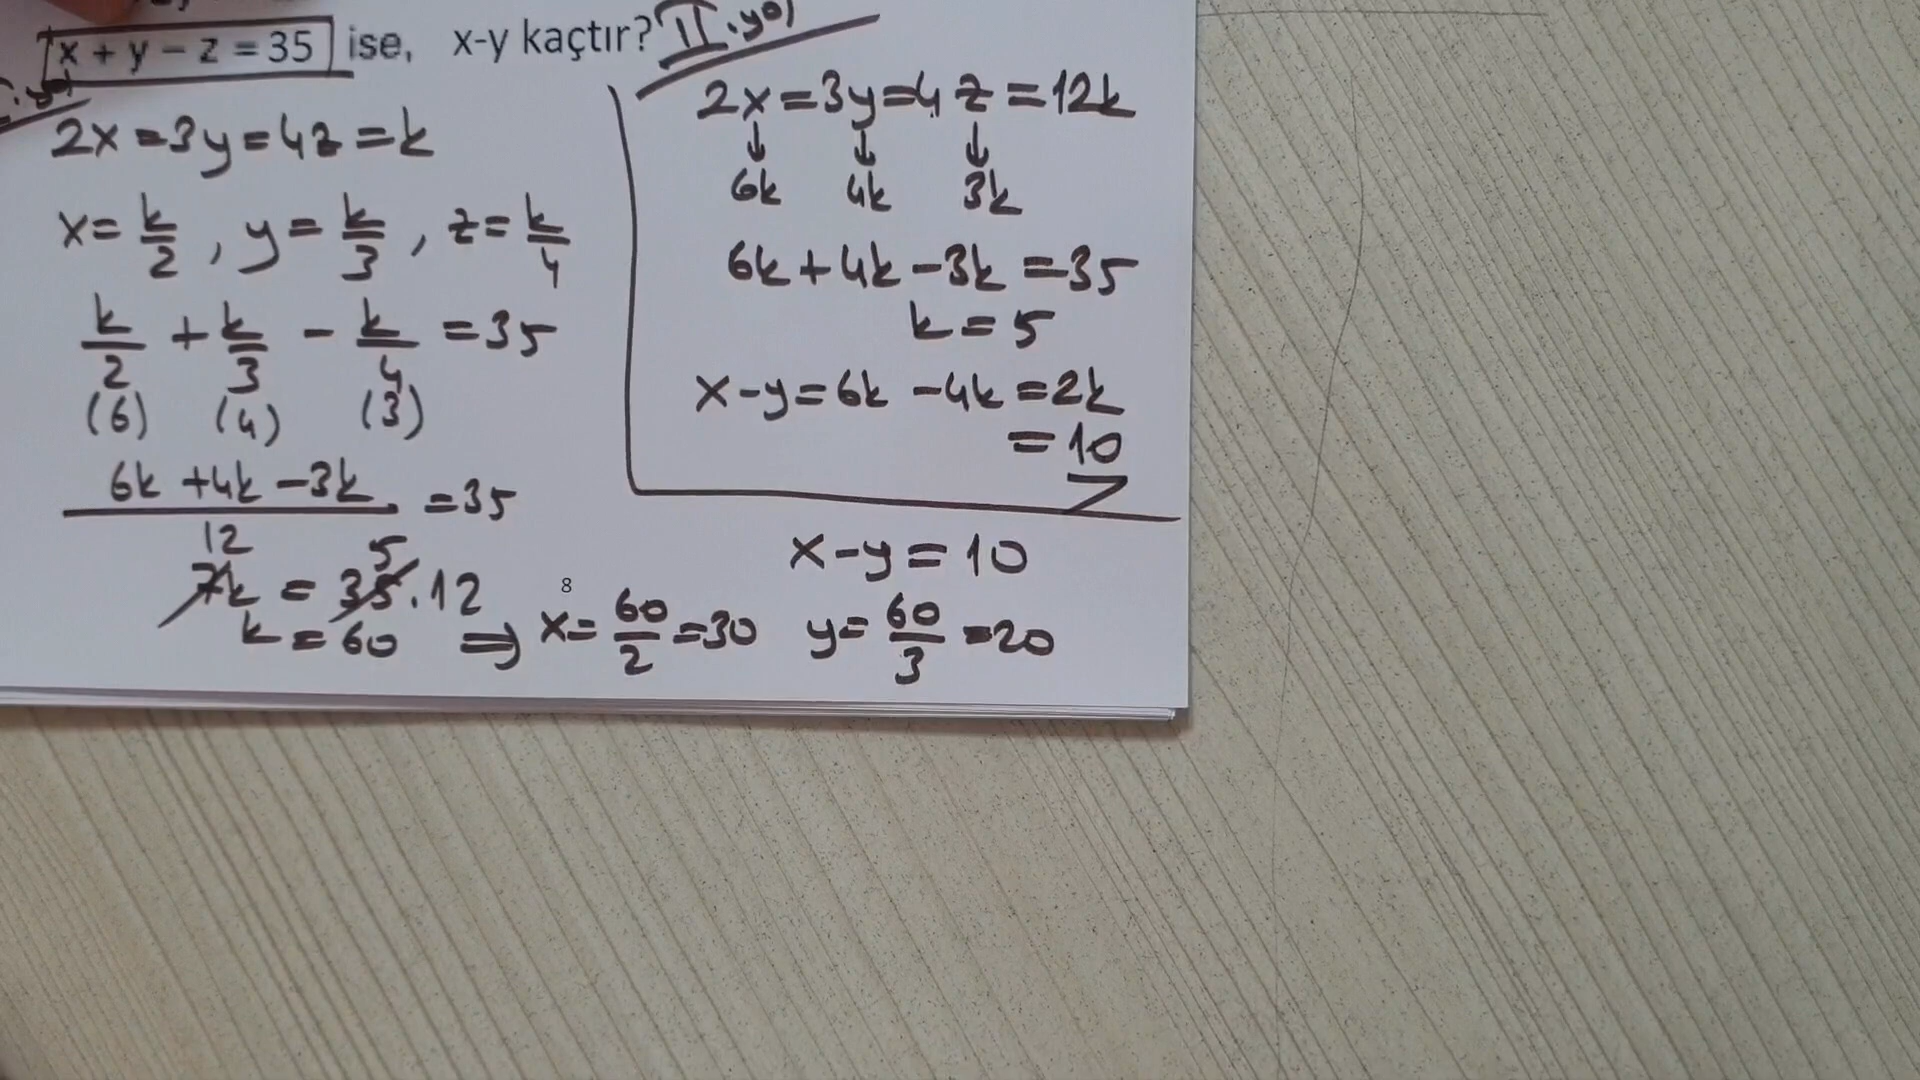 x + y – z = 35 ise, x-y kaçtır? II.yol
2x=3y=4z=k
x=k/2, y=k/3, z=k/4
k/2 + k/3 - k/4 = 35
(6) (4) (3)
6k+4k-3k/12 = 35
7k = 35.12
5
k = 60 ⇒ x=60/2=30 y=60/3=20
x-y=10
2x=3y=4z=12k
↓ ↓ ↓
6k 4k 3k
6k+4k-3k=35
k=5
x-y=6k-4k=2k
=10
8